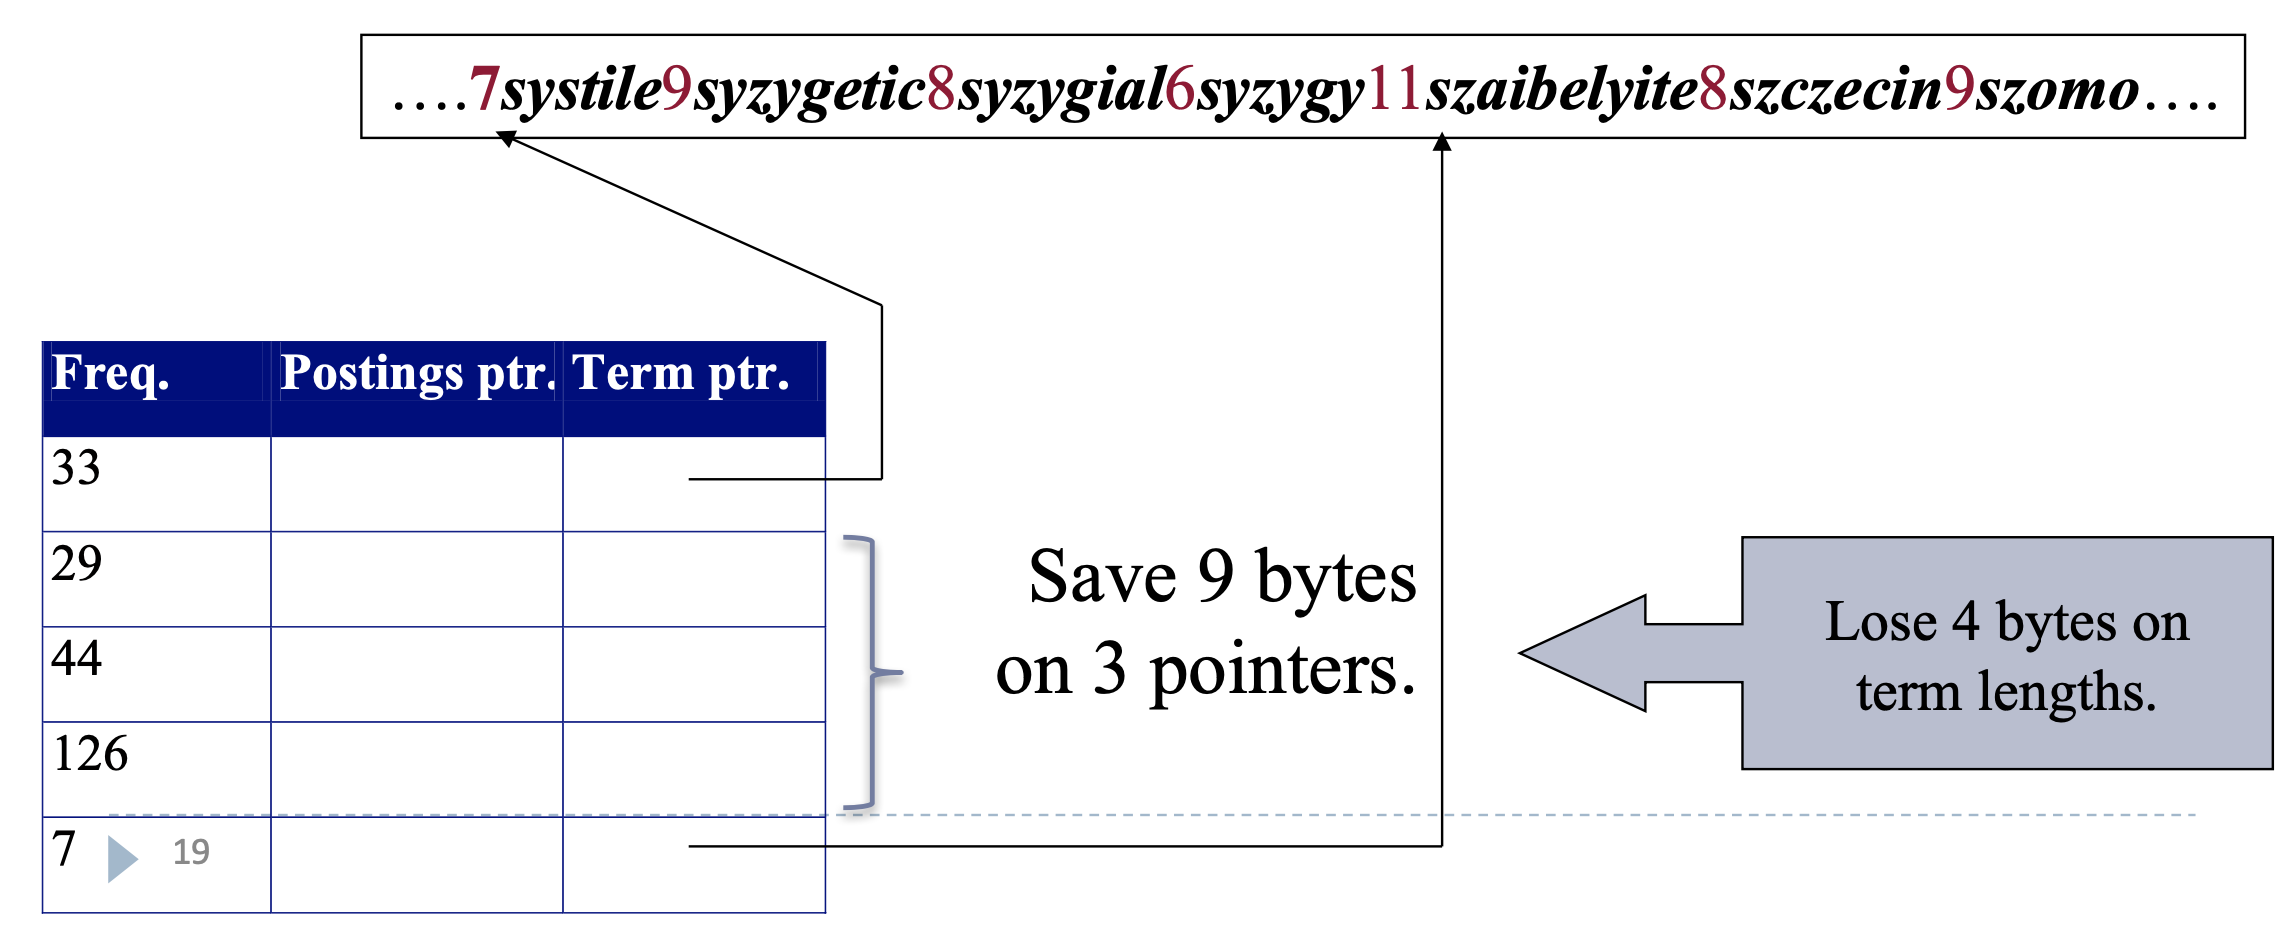 ....7systile9syzygetic8syzygial6syzygy11szaibelyite8szczecin9szomo....
Freq. Postings ptr. Term ptr.
33
29
44
126
7
19
Save 9 bytes
on 3 pointers.
Lose 4 bytes on
term lengths.